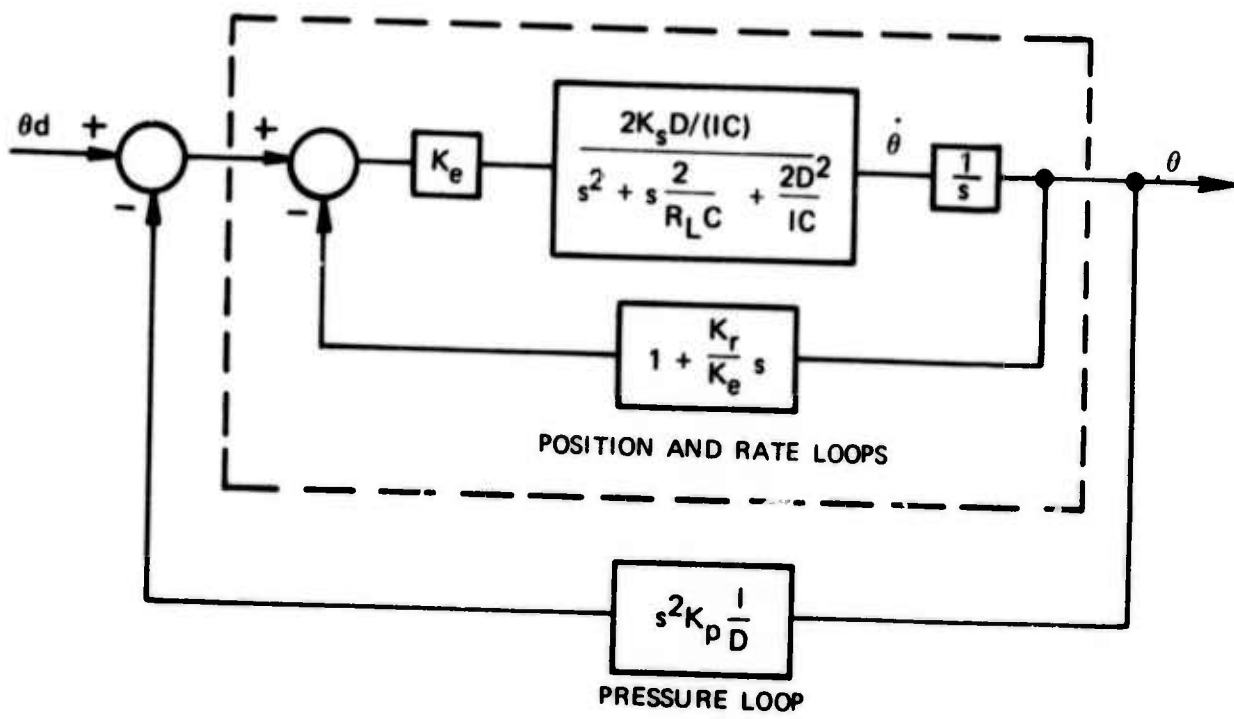 θd
+
-
+
-
K_e
2K_sD/(IC)
s² + s 2/(R_LC) + 2D²/IC
θ̇
1/s
θ
1 + K_r/K_e s
POSITION AND RATE LOOPS
s²K_p I/D
PRESSURE LOOP